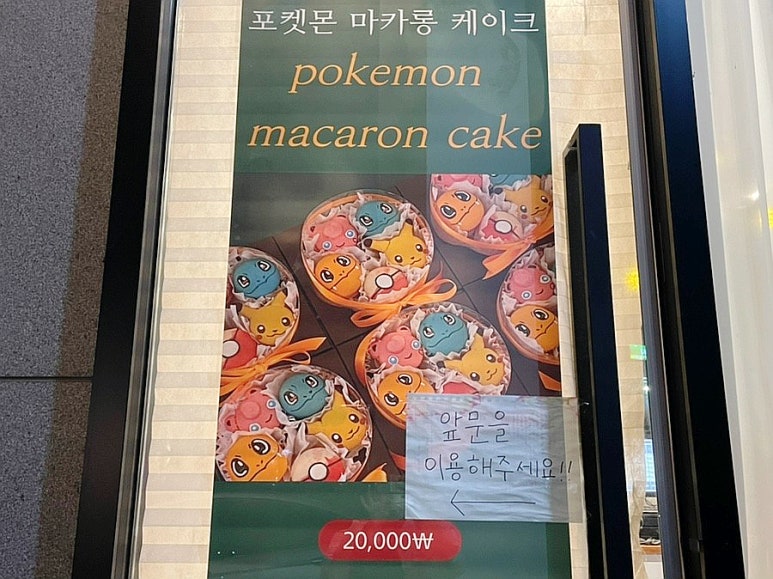 포켓몬 마카롱 케이크
pokemon
macaron cake
앞문을
이용해주세요!!
20,000₩